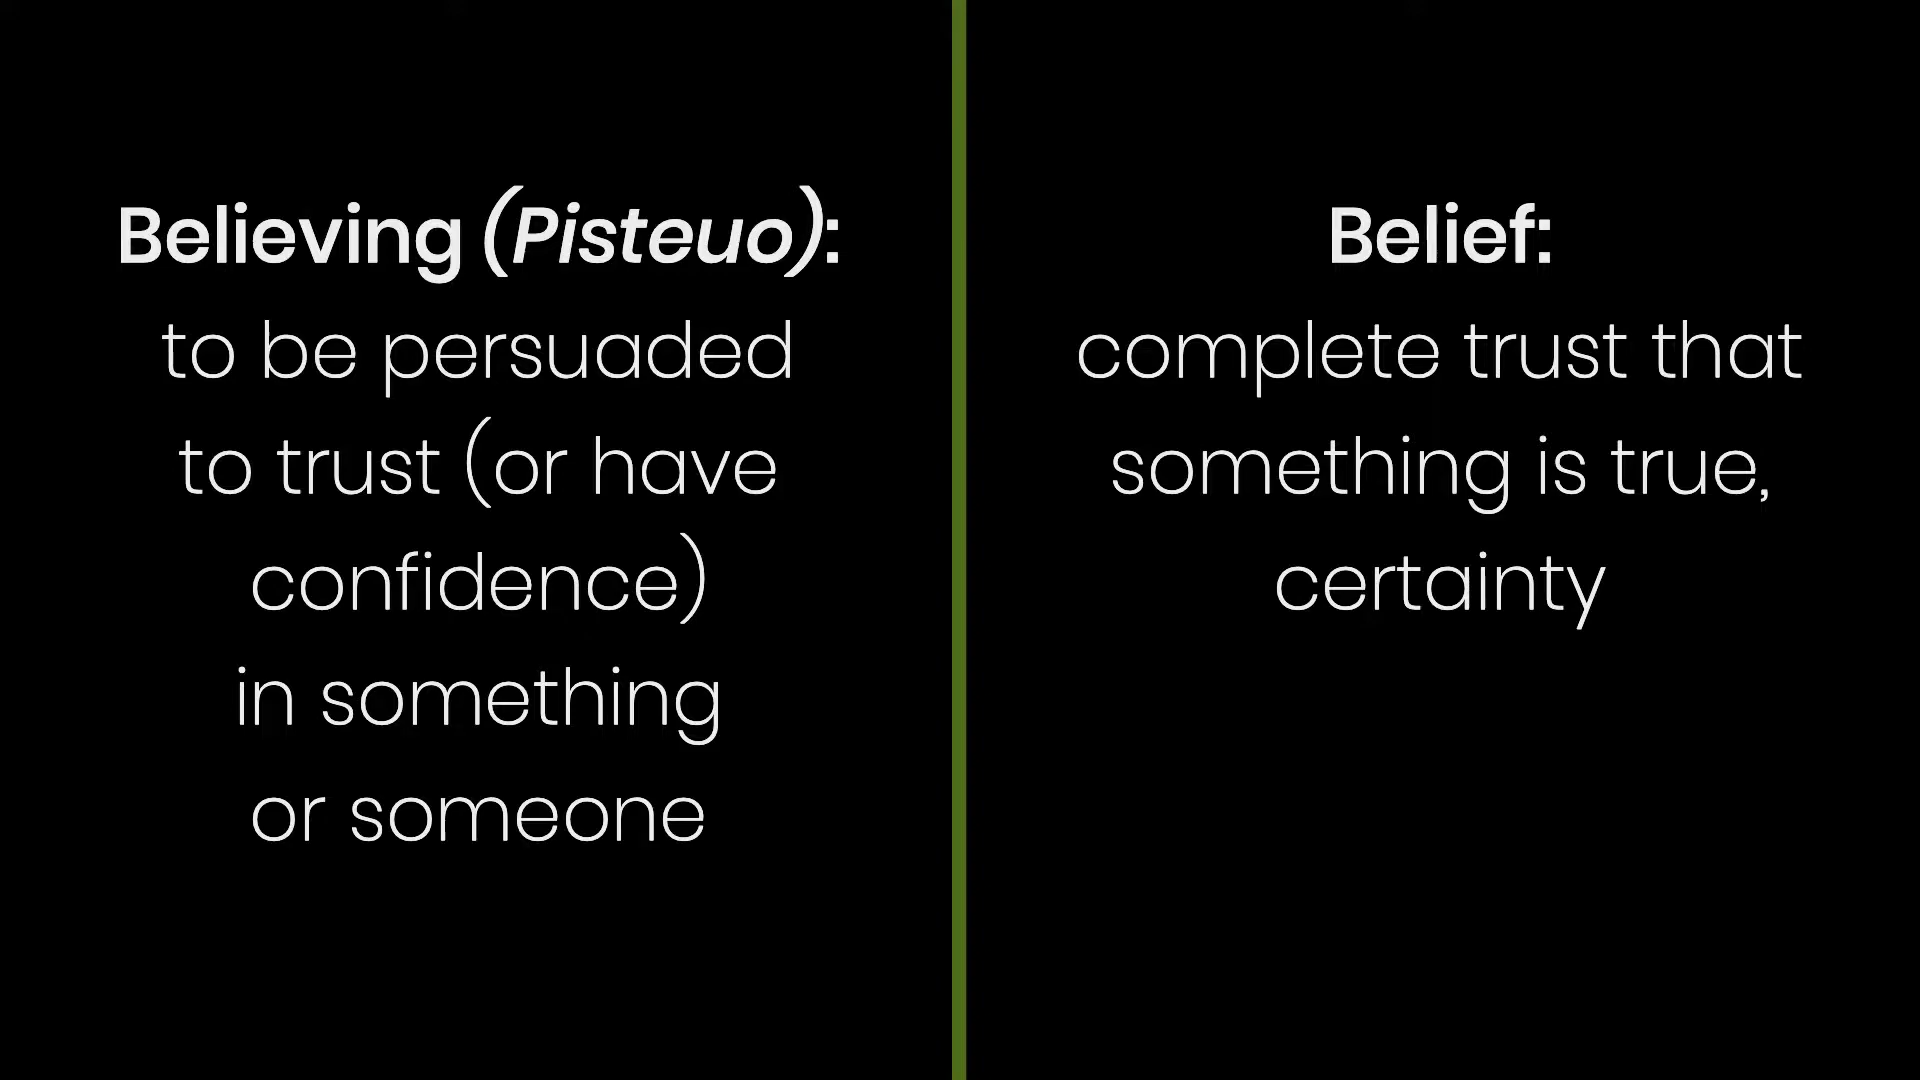 Believing (Pisteuo):
to be persuaded
to trust (or have
confidence)
in something
or someone
Belief:
complete trust that
something is true,
certainty